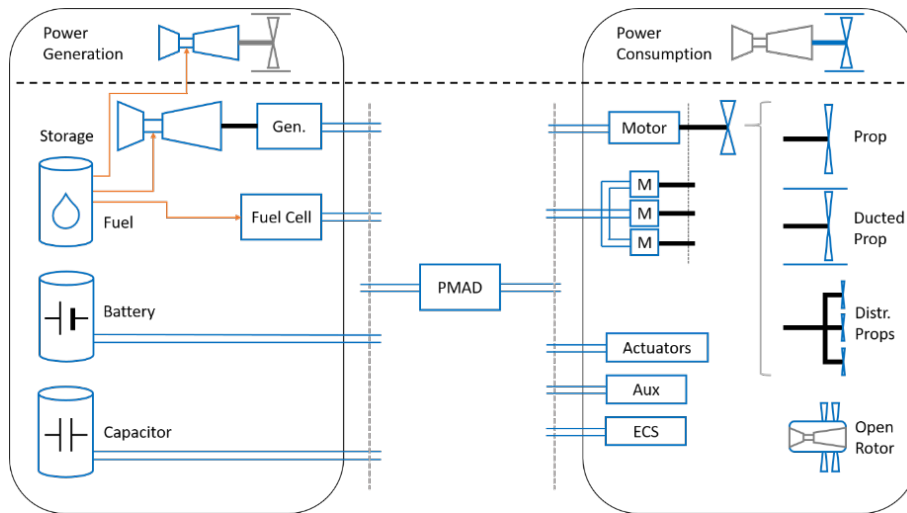 Power
Generation
Storage
Fuel
Gen.
Fuel Cell
Battery
Capacitor
PMAD
Power
Consumption
Motor
M
M
M
Actuators
Aux
ECS
Prop
Ducted
Prop
Distr.
Props
Open
Rotor